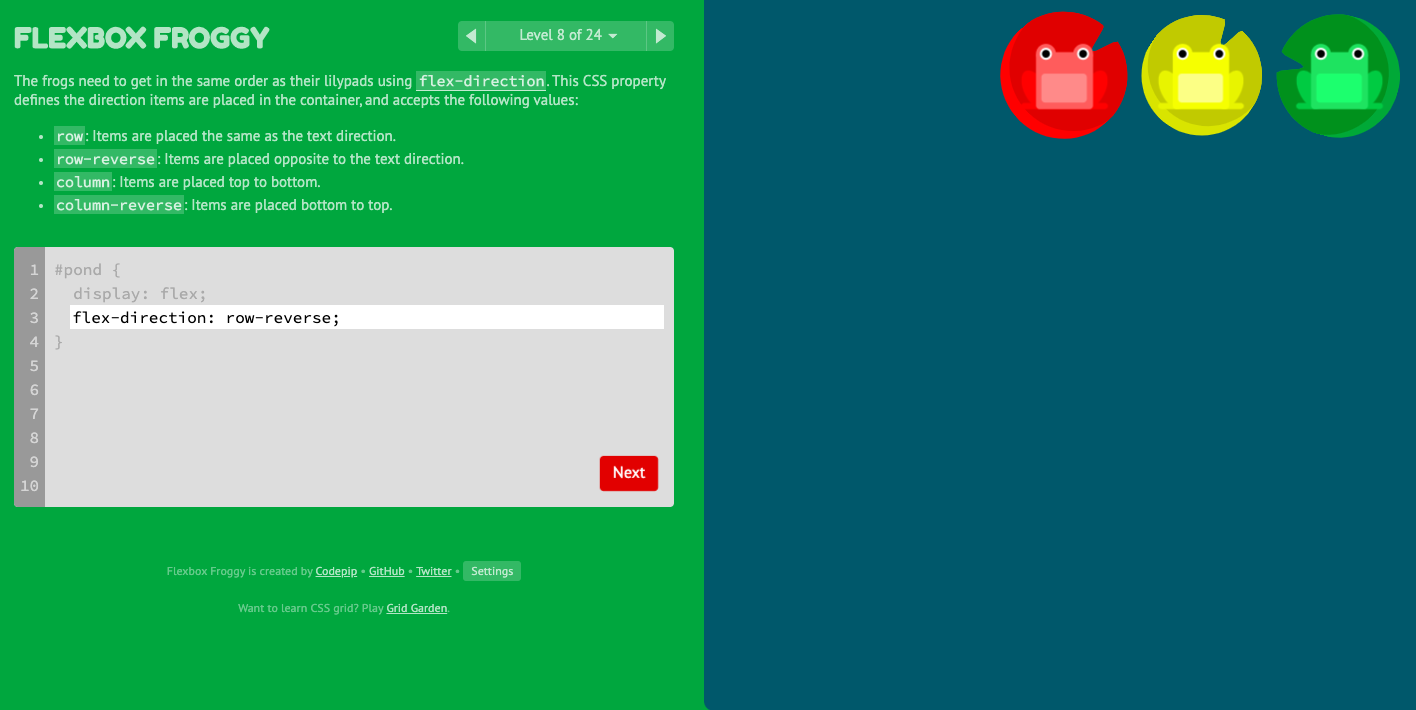 FLEXBOX FROGGY
Level 8 of 24
The frogs need to get in the same order as their lilypads using flex-direction. This CSS property
defines the direction items are placed in the container, and accepts the following values:
• row: Items are placed the same as the text direction.
• row-reverse: Items are placed opposite to the text direction.
• column: Items are placed top to bottom.
• column-reverse: Items are placed bottom to top.
1 #pond {
2 display: flex;
3 flex-direction: row-reverse;
4 }
5
6
7
8
9
10
Next
Flexbox Froggy is created by Codepip • GitHub • Twitter • Settings
Want to learn CSS grid? Play Grid Garden.